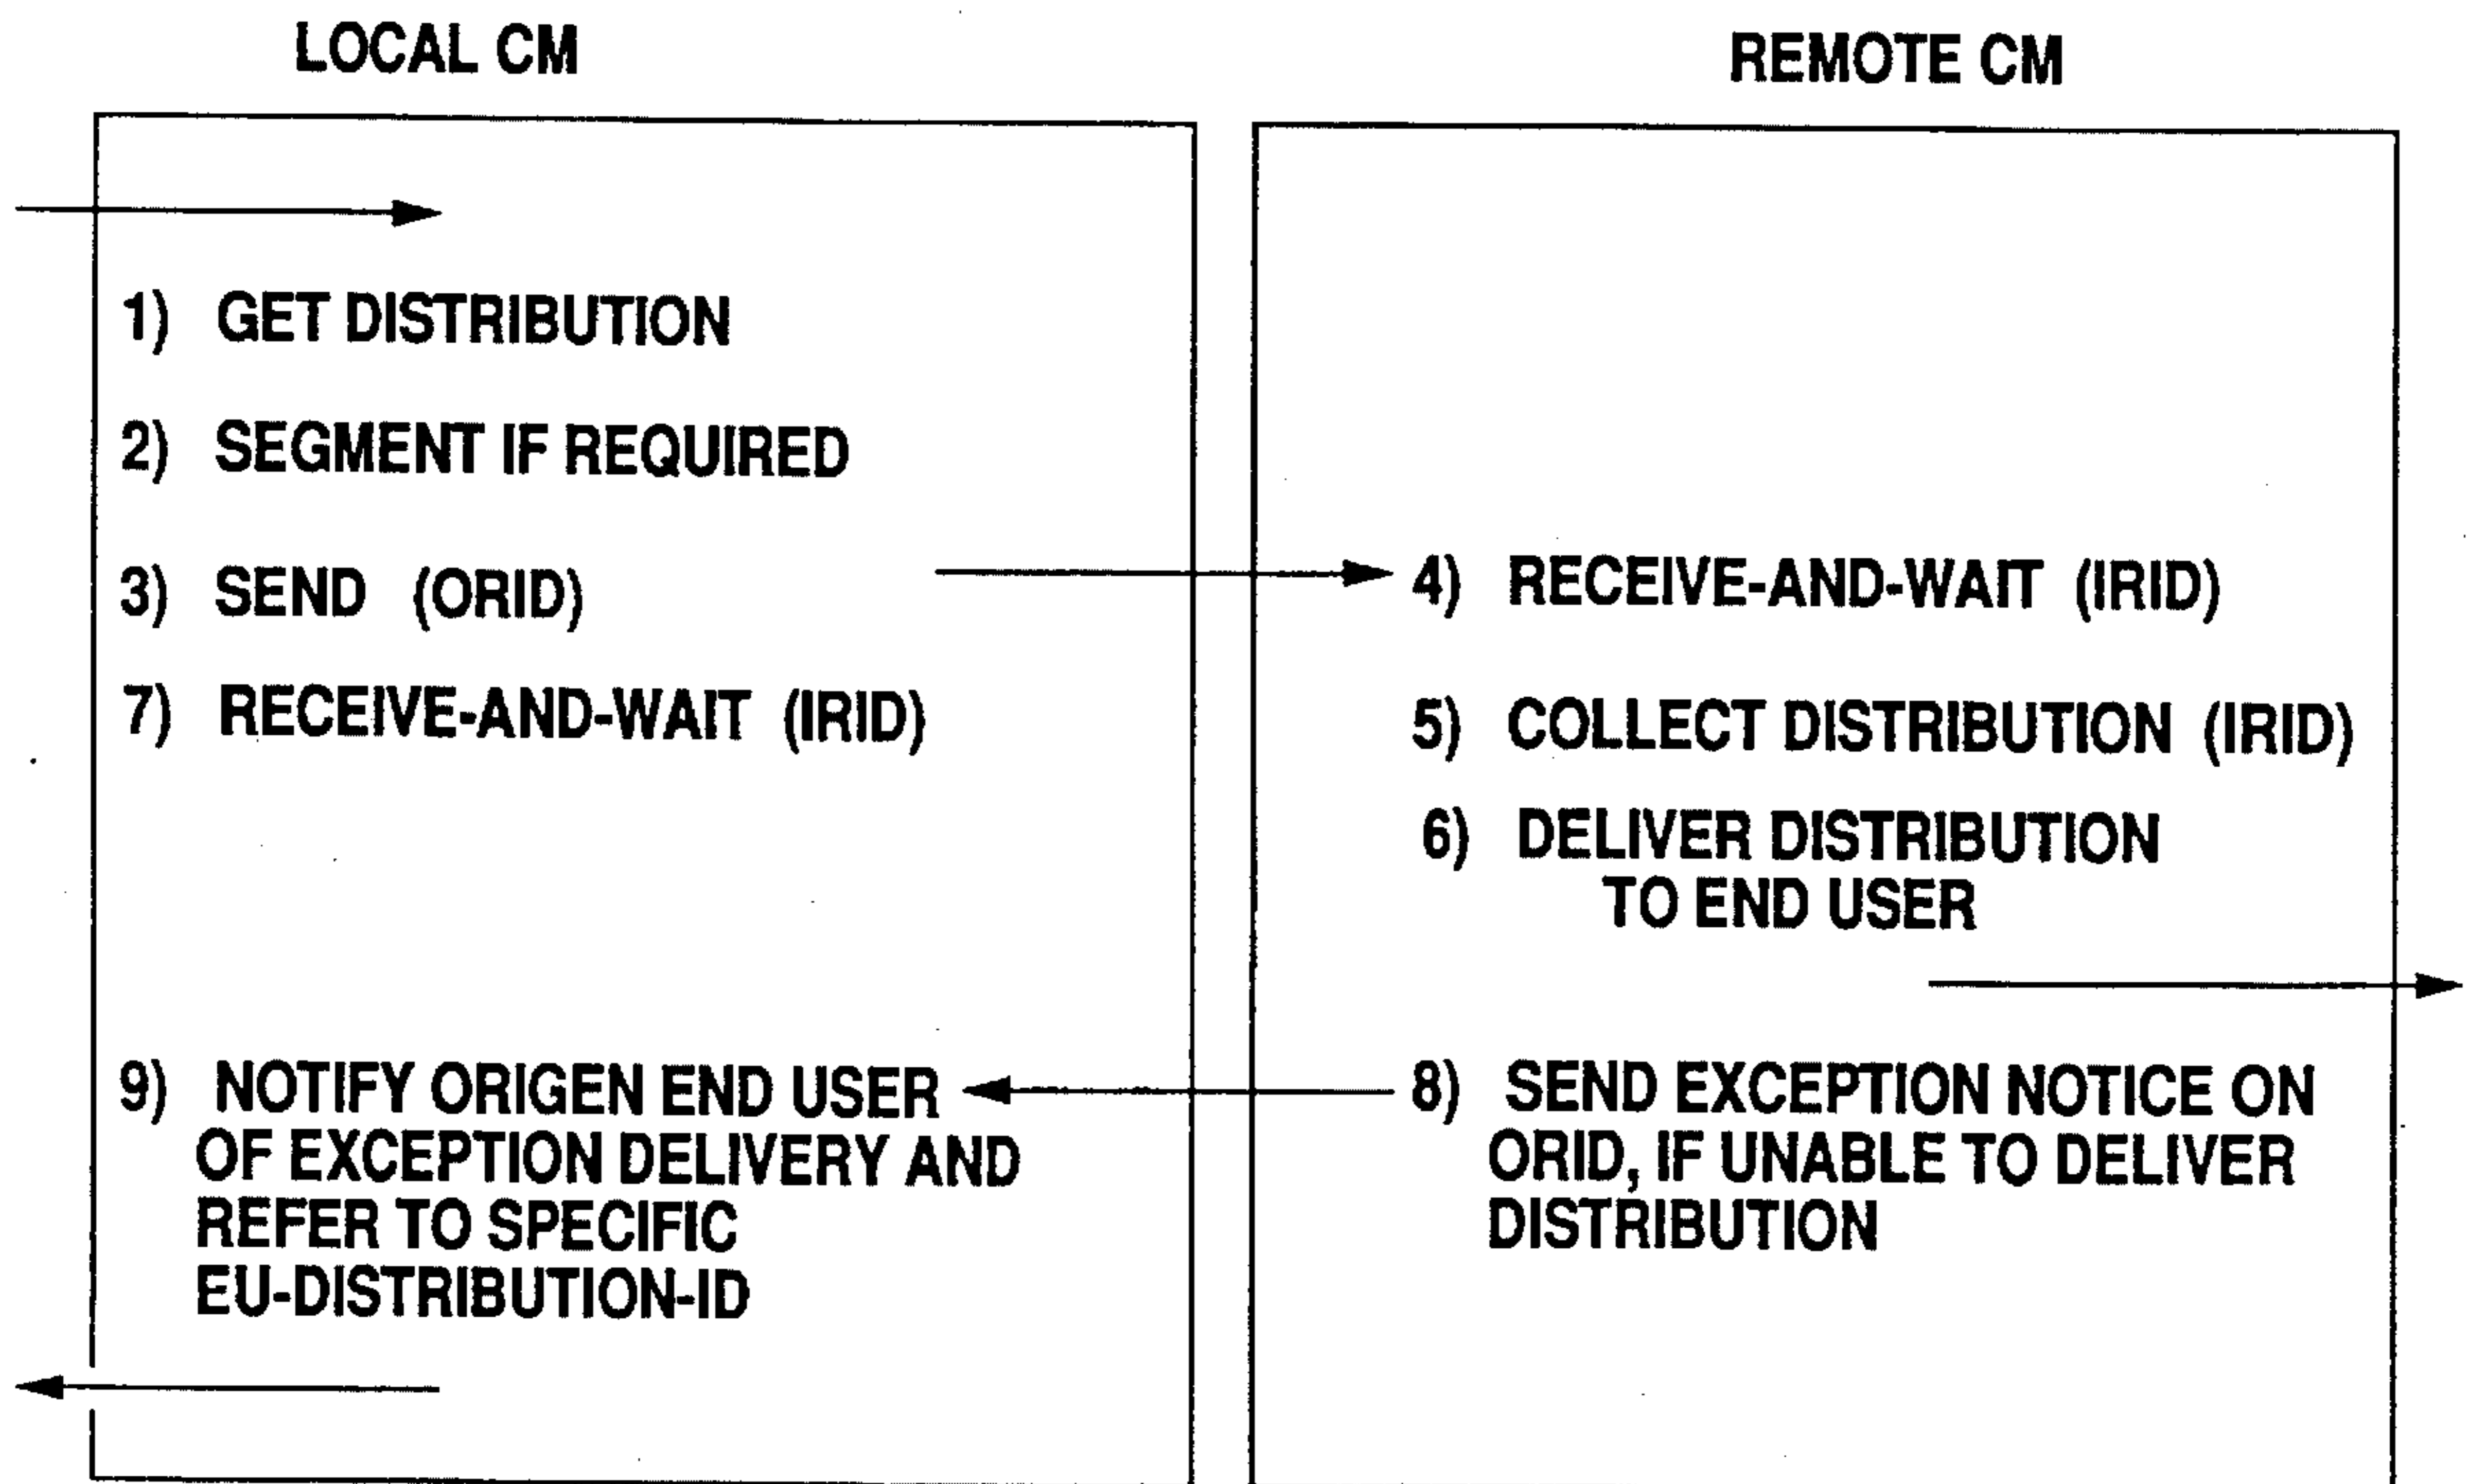 LOCAL CM
REMOTE CM
1) GET DISTRIBUTION
2) SEGMENT IF REQUIRED
3) SEND (ORID)
7) RECEIVE-AND-WAIT (IRID)
9) NOTIFY ORIGEN END USER
OF EXCEPTION DELIVERY AND
REFER TO SPECIFIC
EU-DISTRIBUTION-ID
4) RECEIVE-AND-WAIT (IRID)
5) COLLECT DISTRIBUTION (IRID)
6) DELIVER DISTRIBUTION
TO END USER
8) SEND EXCEPTION NOTICE ON
ORID, IF UNABLE TO DELIVER
DISTRIBUTION